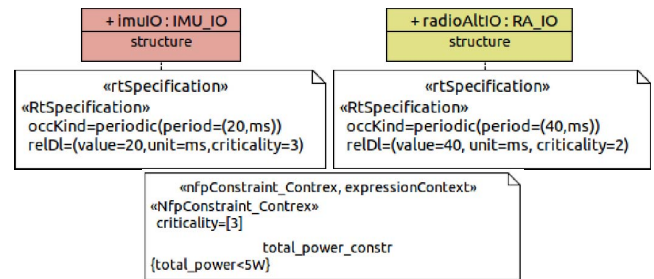 + imuIO : IMU_IO
structure
+ radioAltIO : RA_IO
structure
«rtSpecification»
«RtSpecification»
occKind=periodic(period=(20,ms))
relDl=(value=20,unit=ms,criticality=3)
«rtSpecification»
«RtSpecification»
occKind=periodic(period=(40,ms))
relDl=(value=40, unit=ms, criticality=2)
«nfpConstraint_Contrex, expressionContext»
«NfpConstraint_Contrex»
criticality=[3]
total_power_constr
{total_power<5W}